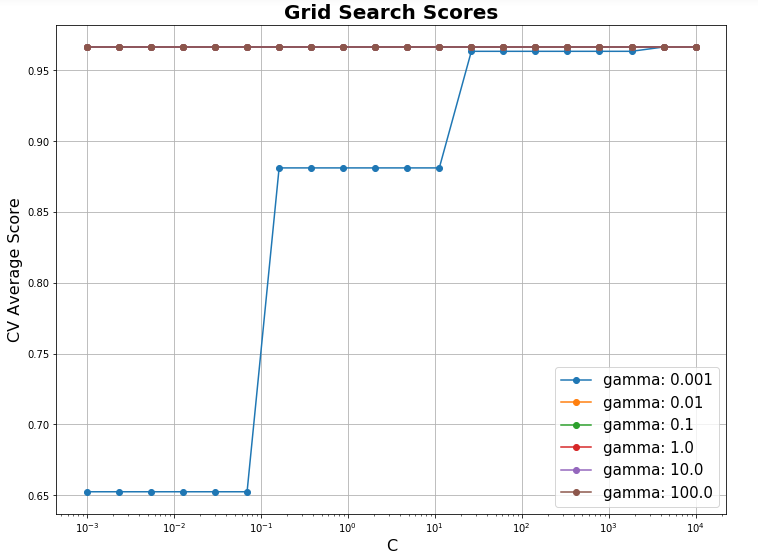 Grid Search Scores
CV Average Score
0.95
0.90
0.85
0.80
0.75
0.70
0.65
gamma: 0.001
gamma: 0.01
gamma: 0.1
gamma: 1.0
gamma: 10.0
gamma: 100.0
10⁻³ 10⁻² 10⁻¹ 10⁰ 10¹ 10² 10³ 10⁴
C